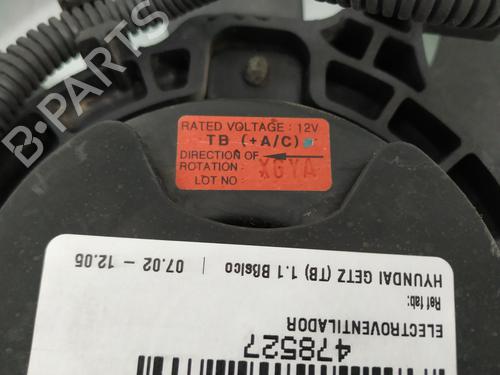 RATED VOLTAGE : 12V
TB (+A/C)
DIRECTION OF
ROTATION :
LOT NO :
XGYA
478527
ELECTROVENTILADOR
Ref fab:
HYUNDAI GETZ (TB) 1.1 Básico | 07.02 - 12.05
B-PARTS